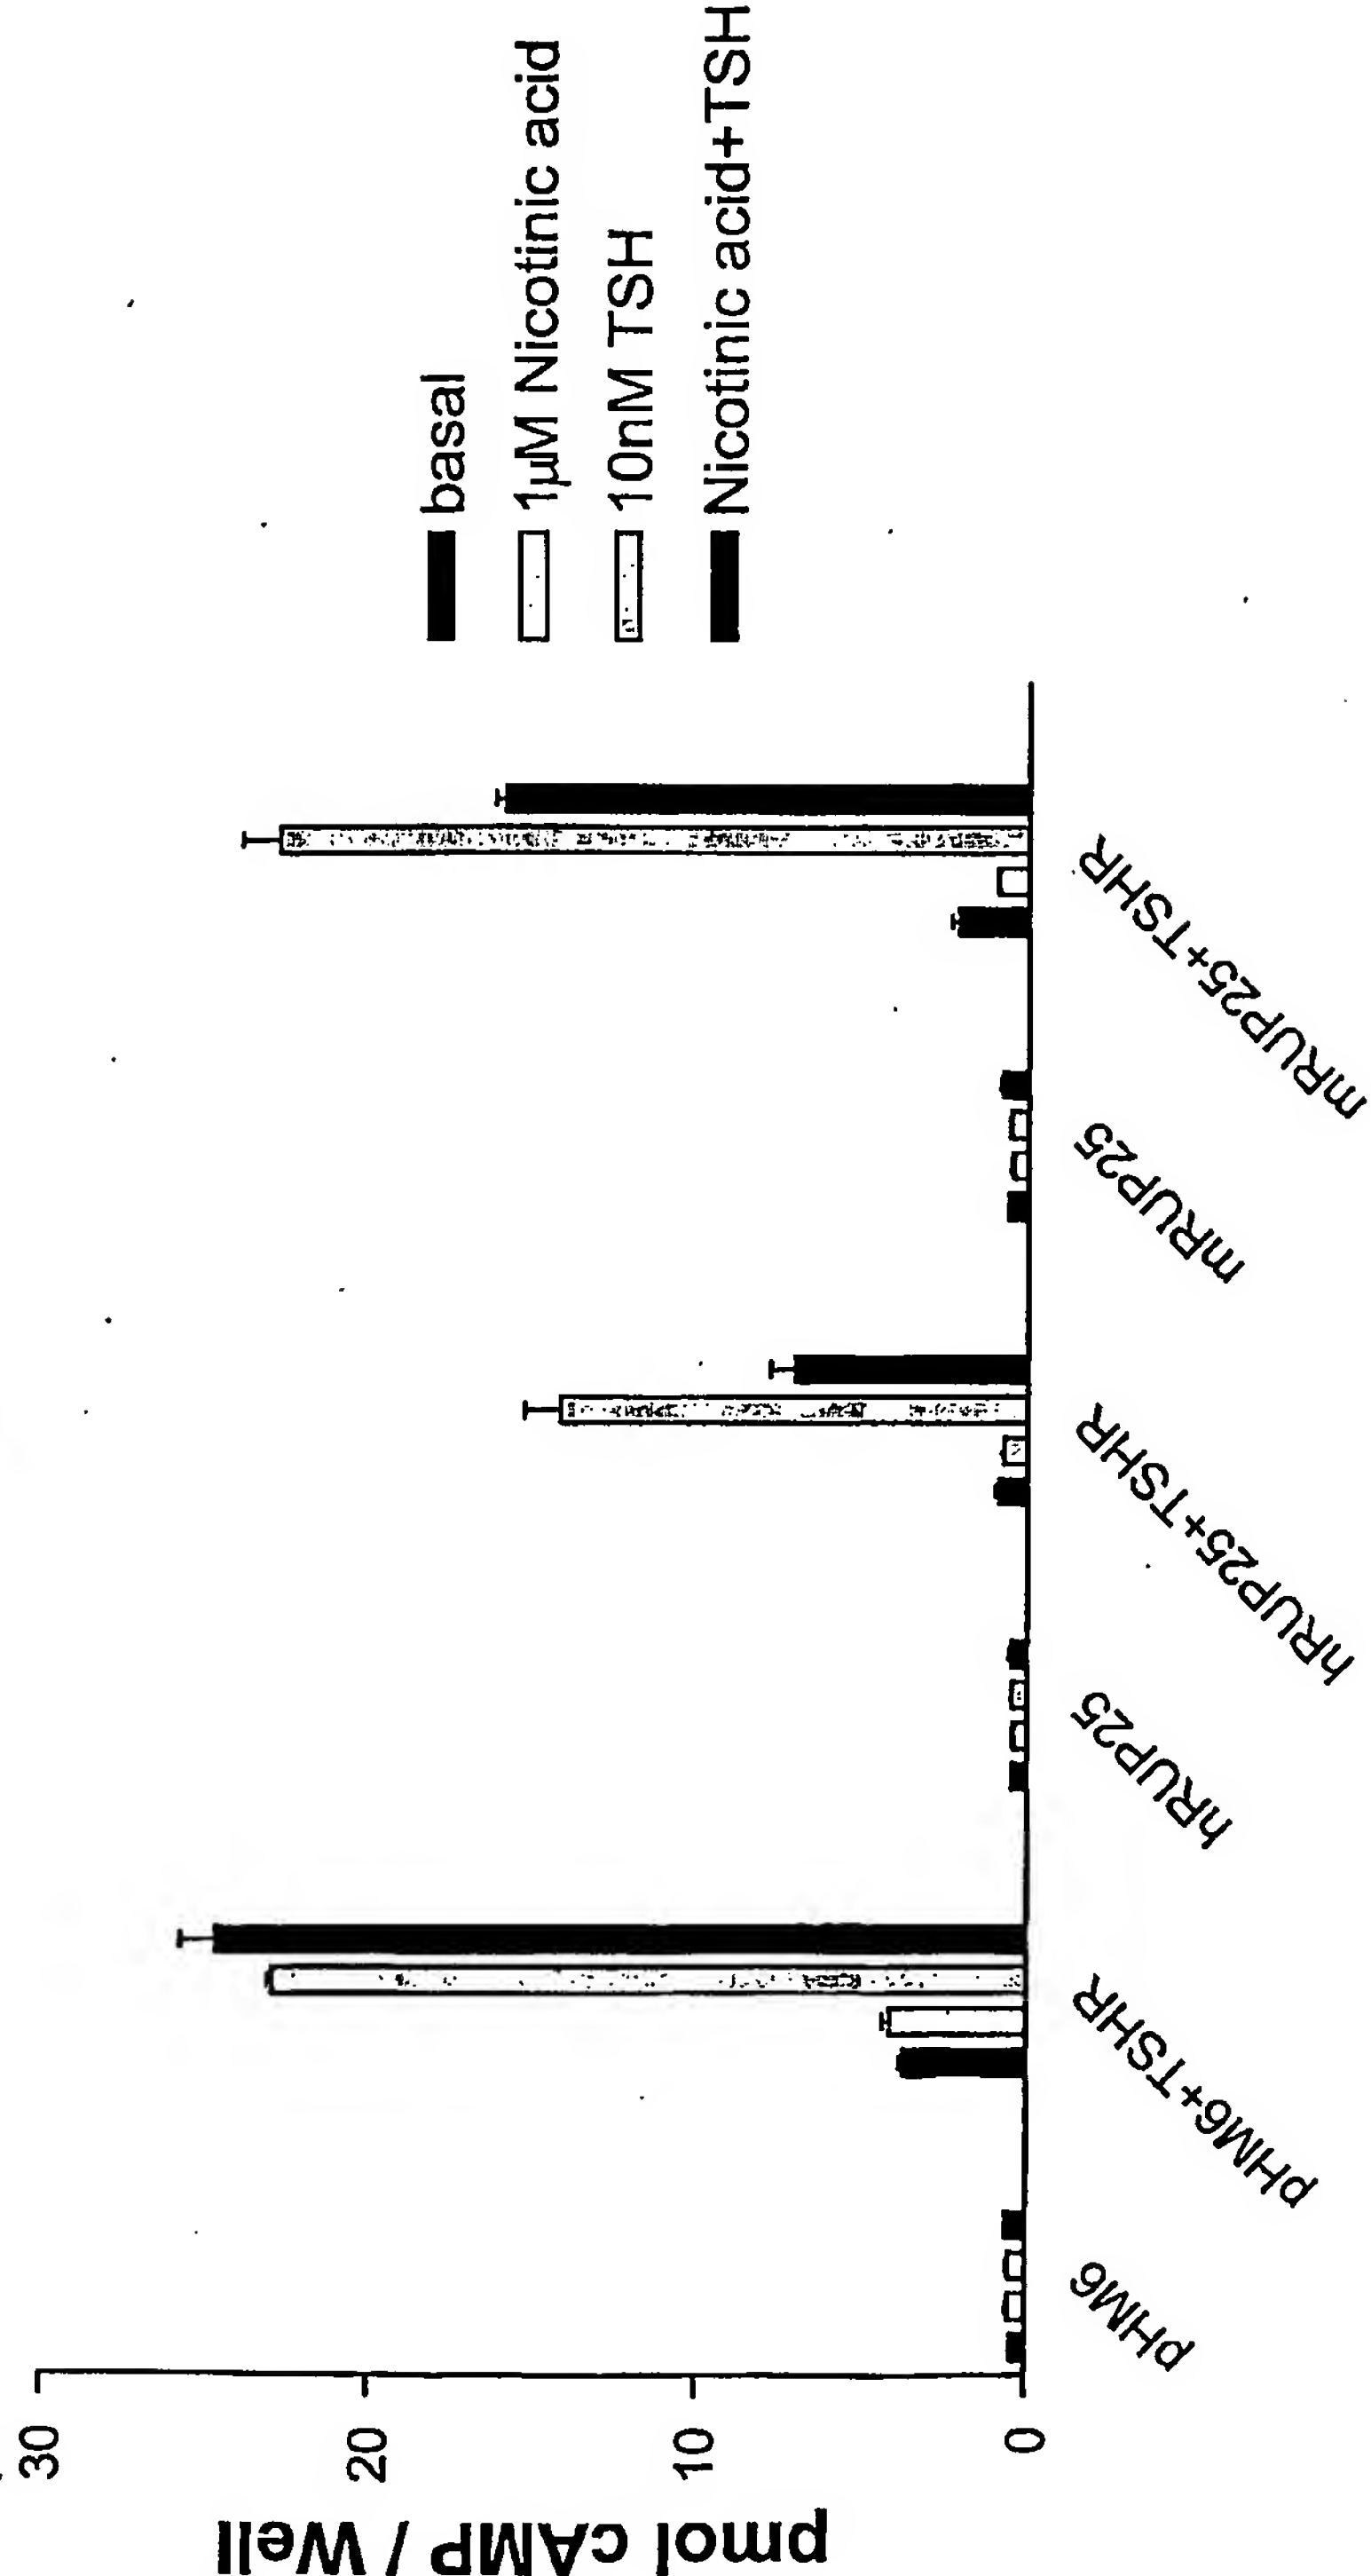 pmol cAMP / Well
30
20
10
0
pHM6
pHM6+TSHR
hRUP25
hRUP25+TSHR
mRUP25
mRUP25+TSHR
basal
1µM Nicotinic acid
10nM TSH
Nicotinic acid+TSH